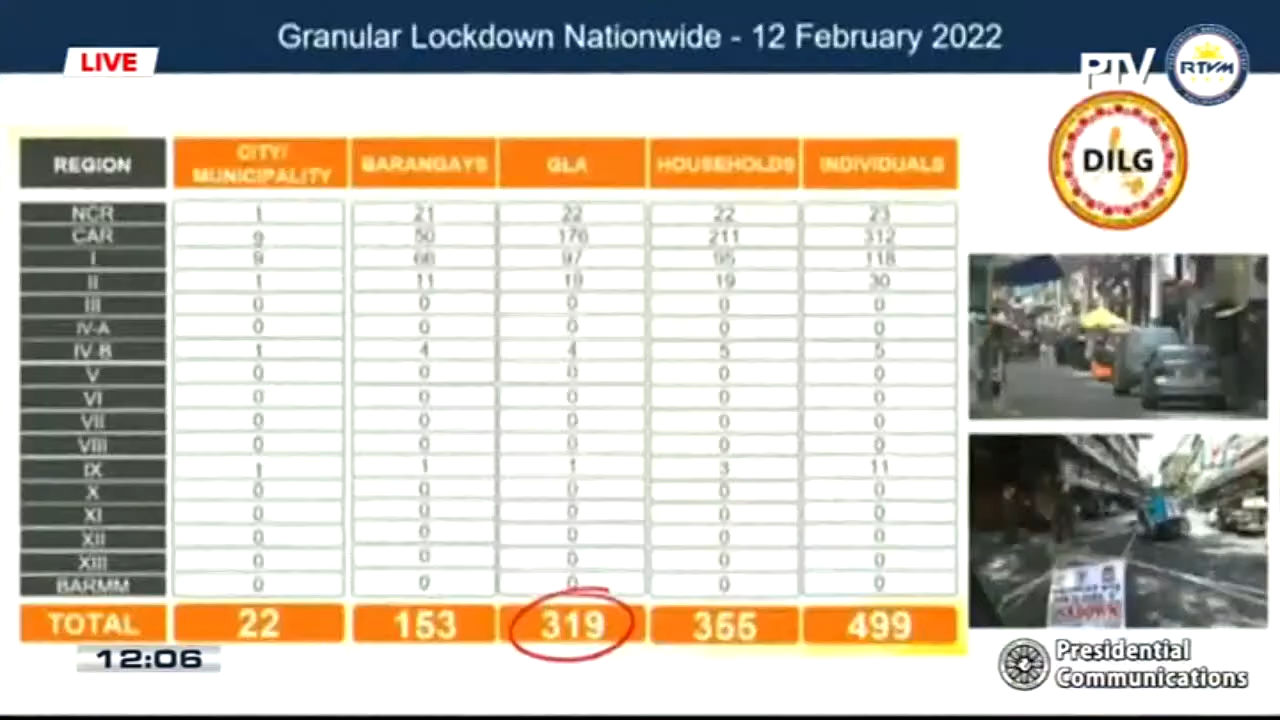 Granular Lockdown Nationwide - 12 February 2022
LIVE
PTV
RTVM
DILG
REGION CITY/ MUNICIPALITY BARANGAYS GLA HOUSEHOLDS INDIVIDUALS
NCR 1 21 22 22 23
CAR 9 50 176 211 312
I 9 66 97 95 118
II 1 11 19 19 30
III 0 0 0 0 0
IV-A 0 0 0 0 0
IV-B 1 4 4 5 5
V 0 0 0 0 0
VI 0 0 0 0 0
VII 0 0 0 0 0
VIII 0 0 0 0 0
IX 1 1 1 3 11
X 0 0 0 0 0
XI 0 0 0 0 0
XII 0 0 0 0 0
XIII 0 0 0 0 0
BARMM 0 0 0 0 0
TOTAL 22 153 319 355 499
12:06
Presidential
Communications